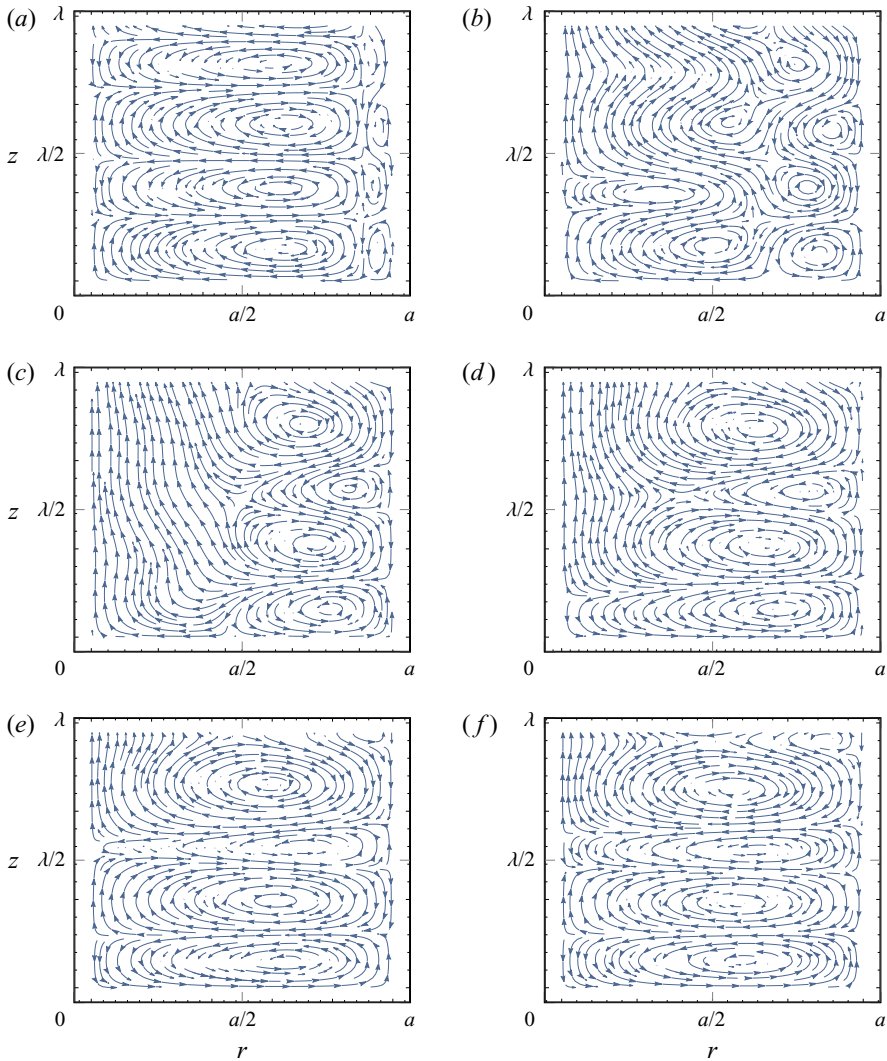 (a) λ (b) λ
z λ/2 λ/2
0 a/2 a 0 a/2 a
(c) λ (d) λ
z λ/2 λ/2
0 a/2 a 0 a/2 a
(e) λ (f) λ
z λ/2 λ/2
0 a/2 a 0 a/2 a
r r